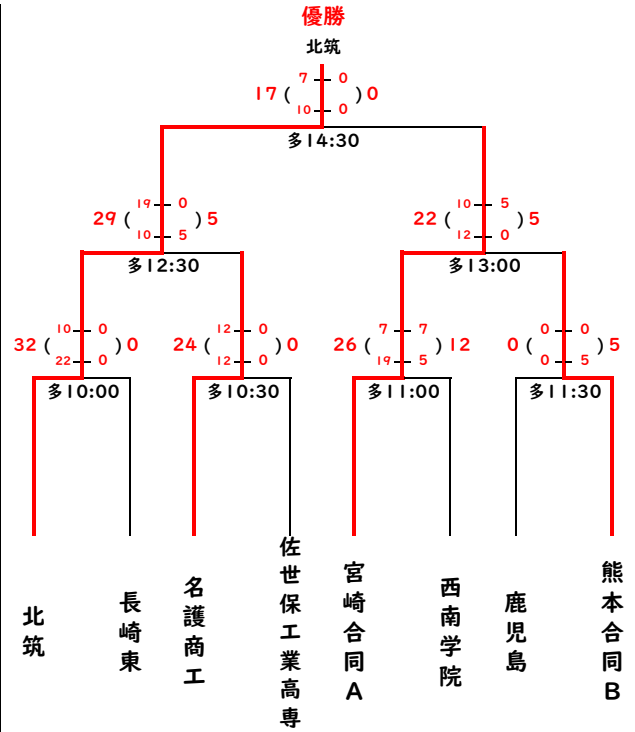 優勝
北筑
7 0
17 ( ) 0
10 0
多14:30
19 0 10 5
29 ( ) 5 22 ( ) 5
10 5 12 0
多12:30 多13:00
10 0 12 0 7 7 0 0
32 ( ) 0 24 ( ) 0 26 ( ) 12 0 ( ) 5
22 0 12 0 19 5 0 5
多10:00 多10:30 多11:00 多11:30
北筑
長崎東
名護商工
佐世保工業高専
宮崎合同A
西南学院
鹿児島
熊本合同B